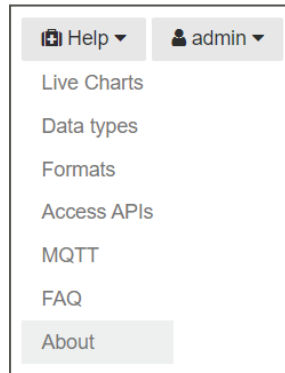 Help admin
Live Charts
Data types
Formats
Access APIs
MQTT
FAQ
About